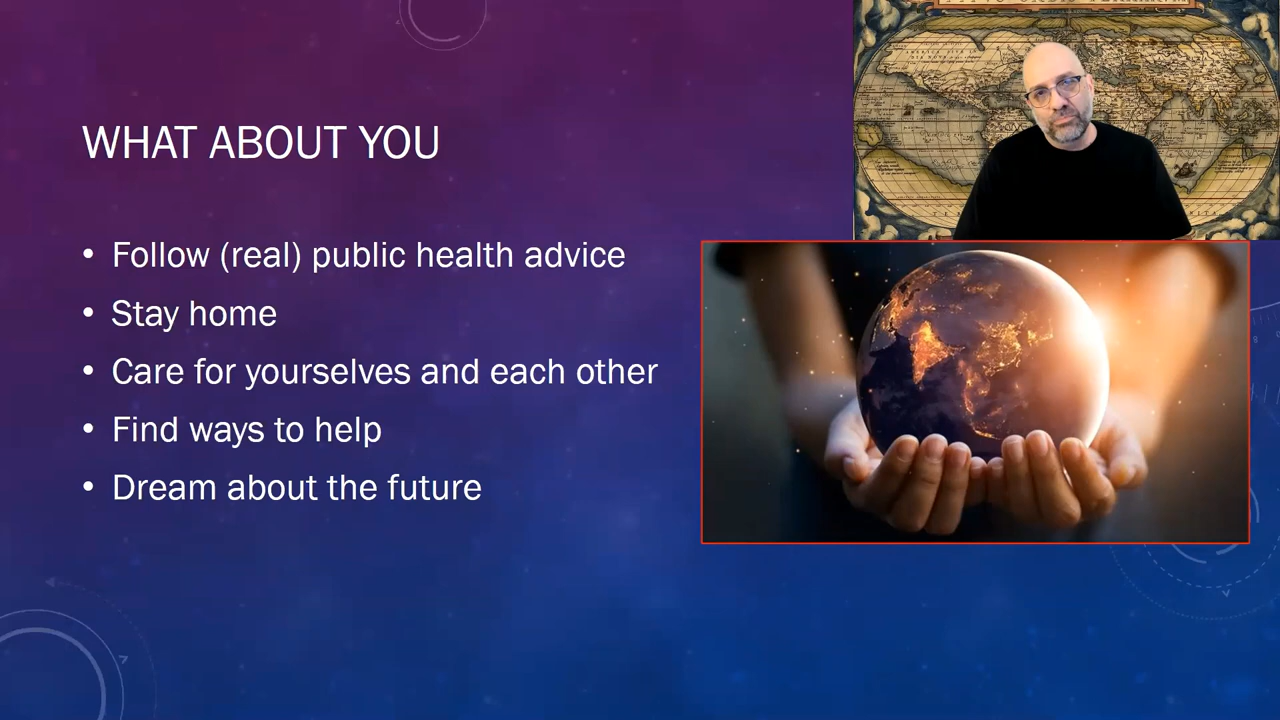 WHAT ABOUT YOU
• Follow (real) public health advice
• Stay home
• Care for yourselves and each other
• Find ways to help
• Dream about the future